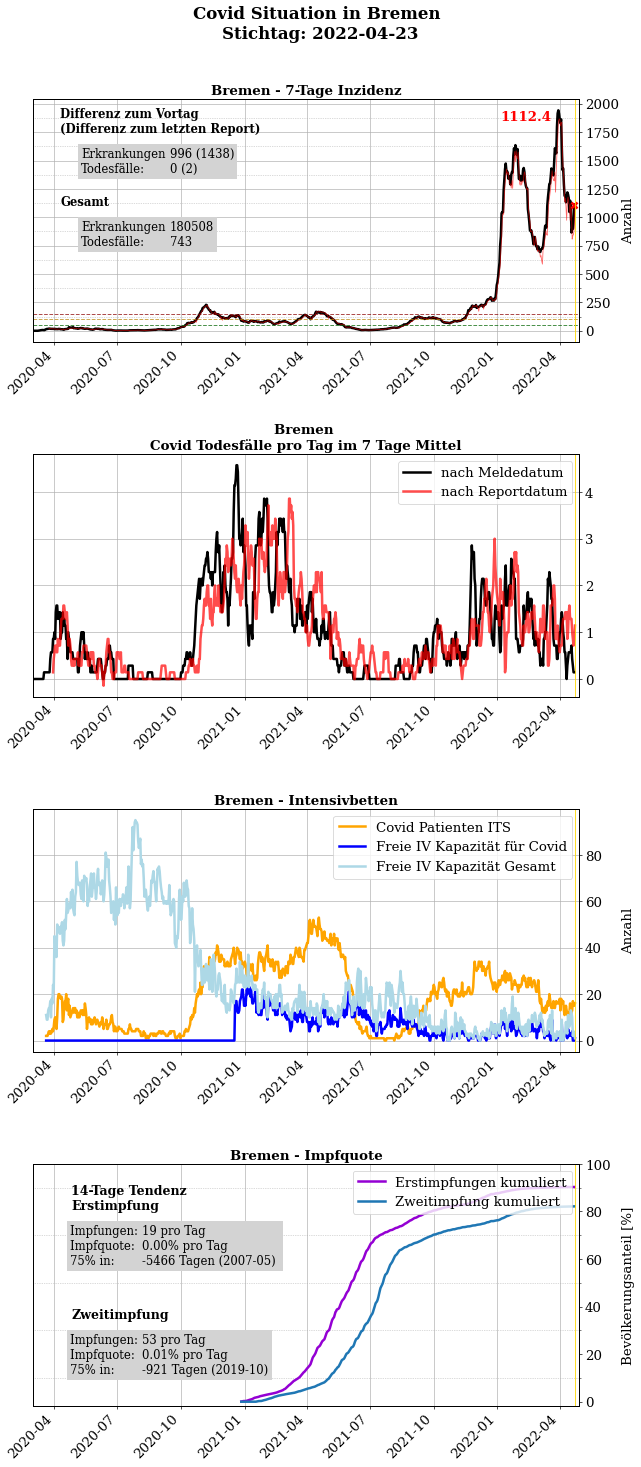 Covid Situation in Bremen
Stichtag: 2022-04-23
Bremen - 7-Tage Inzidenz
Differenz zum Vortag
(Differenz zum letzten Report)
Erkrankungen 996 (1438)
Todesfälle: 0 (2)
Gesamt
Erkrankungen 180508
Todesfälle: 743
1112.4
2000
1750
1500
1250
1000
750
500
250
0
Anzahl
2020-04
2020-07
2020-10
2021-01
2021-04
2021-07
2021-10
2022-01
2022-04
Bremen
Covid Todesfälle pro Tag im 7 Tage Mittel
nach Meldedatum
nach Reportdatum
4
3
2
1
0
2020-04
2020-07
2020-10
2021-01
2021-04
2021-07
2021-10
2022-01
2022-04
Bremen - Intensivbetten
Covid Patienten ITS
Freie IV Kapazität für Covid
Freie IV Kapazität Gesamt
80
60
40
20
0
Anzahl
2020-04
2020-07
2020-10
2021-01
2021-04
2021-07
2021-10
2022-01
2022-04
Bremen - Impfquote
14-Tage Tendenz
Erstimpfung
Impfungen: 19 pro Tag
Impfquote: 0.00% pro Tag
75% in: -5466 Tagen (2007-05)
Zweitimpfung
Impfungen: 53 pro Tag
Impfquote: 0.01% pro Tag
75% in: -921 Tagen (2019-10)
Erstimpfungen kumuliert
Zweitimpfung kumuliert
100
80
60
40
20
0
Bevölkerungsanteil [%]
2020-04
2020-07
2020-10
2021-01
2021-04
2021-07
2021-10
2022-01
2022-04